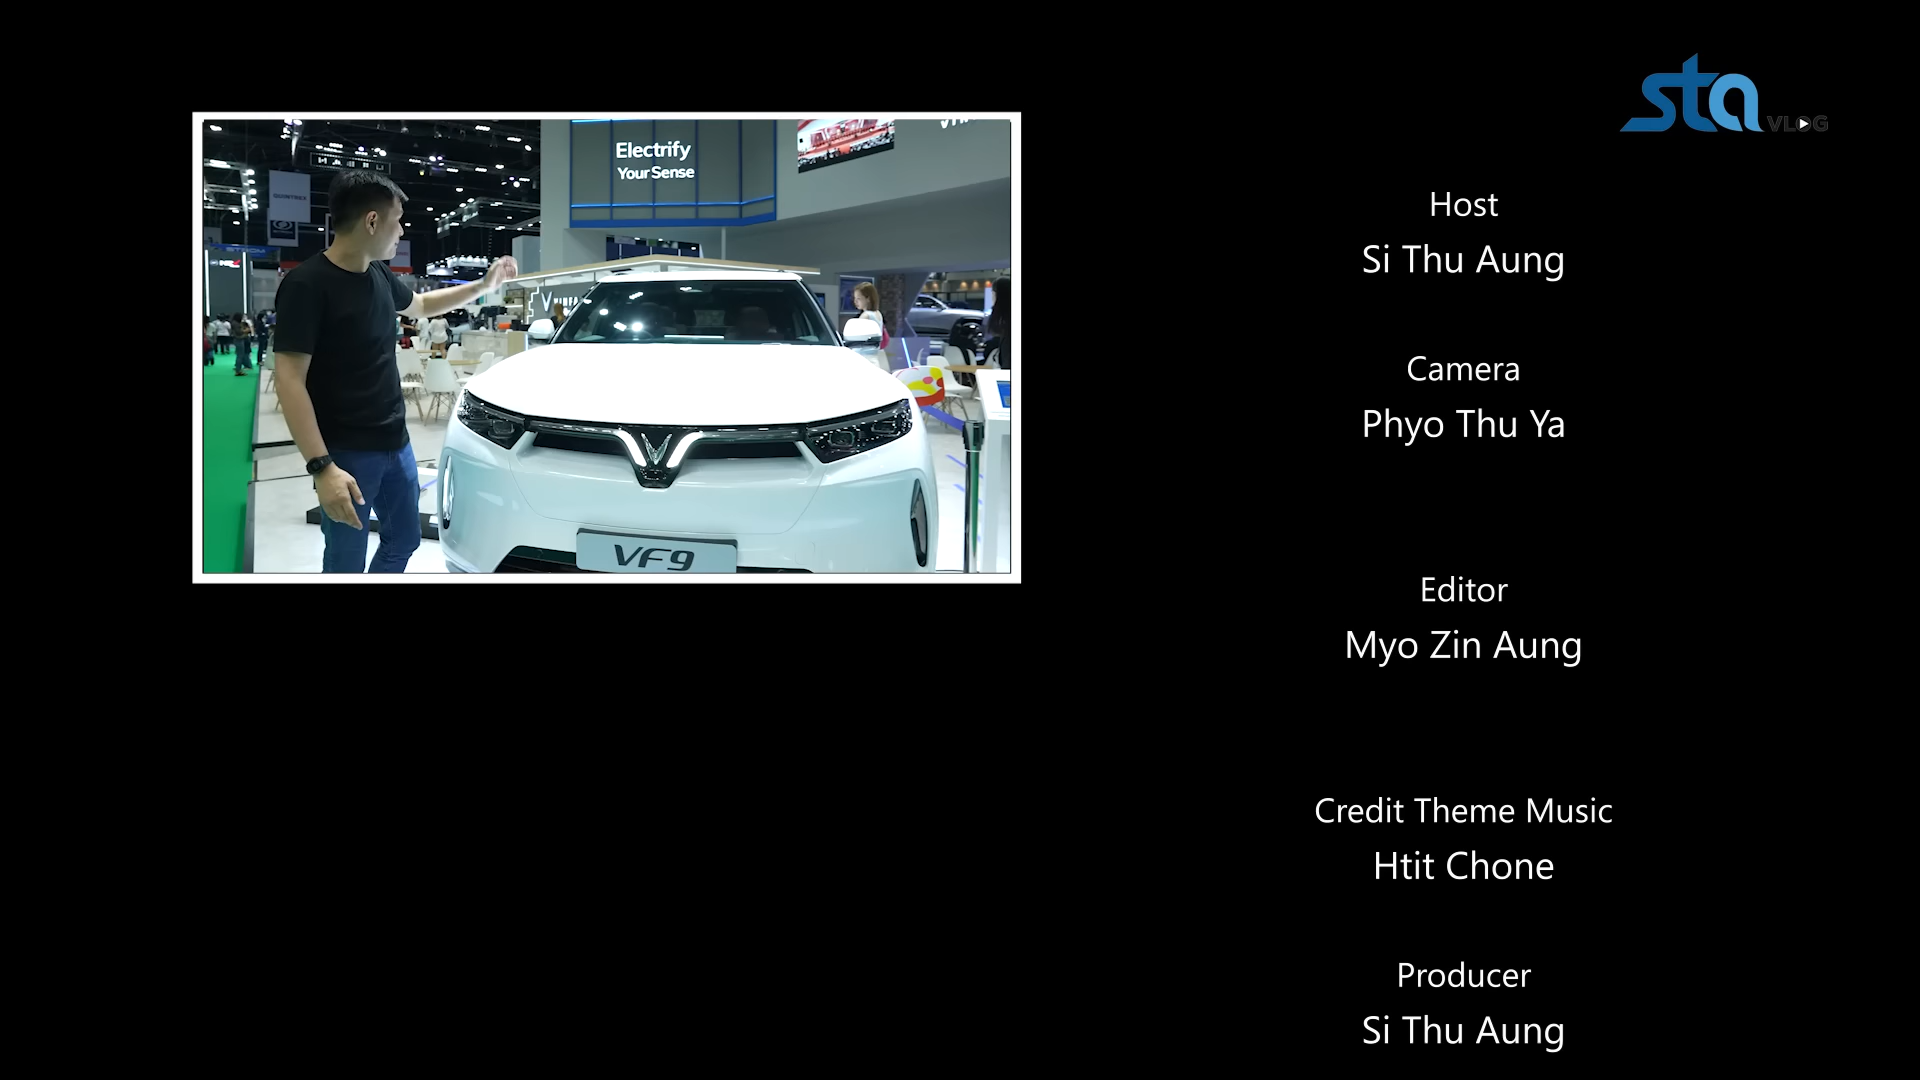 sta VLOG
Electrify
Your Sense
VF9
Host
Si Thu Aung
Camera
Phyo Thu Ya
Editor
Myo Zin Aung
Credit Theme Music
Htit Chone
Producer
Si Thu Aung